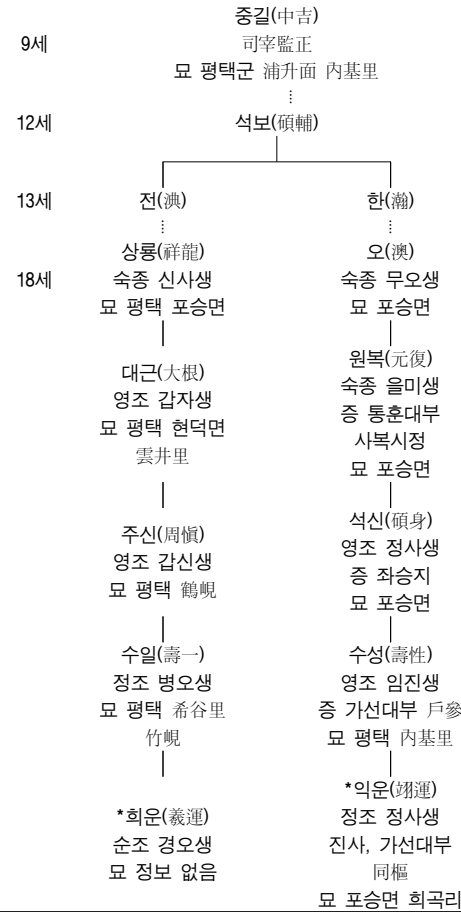 중길(中吉)
9세 司宰監正
묘 평택군 浦升面 內基里
12세 석보(碩輔)
13세 전(淟) 한(瀚)
상룡(祥龍) 오(澳)
18세 숙종 신사생 숙종 무오생
묘 평택 포승면 묘 포승면
대근(大根)
영조 갑자생
묘 평택 현덕면
雲井里
원복(元復)
숙종 을미생
증 통훈대부
사복시정
묘 포승면
주신(周愼)
영조 갑신생
묘 평택 鶴峴
석신(碩身)
영조 정사생
증 좌승지
묘 포승면
수일(壽一)
정조 병오생
묘 평택 希谷里
竹峴
수성(壽性)
영조 임진생
증 가선대부 戶參
묘 평택 內基里
*희운(羲運)
순조 경오생
묘 정보 없음
*익운(翊運)
정조 정사생
진사, 가선대부
同樞
묘 포승면 희곡리